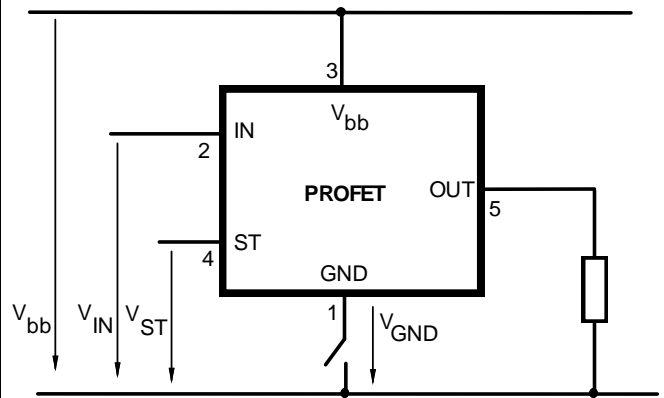 3
V_bb
IN
2
PROFET
OUT
5
ST
4
GND
1
V_bb
V_IN
V_ST
V_GND